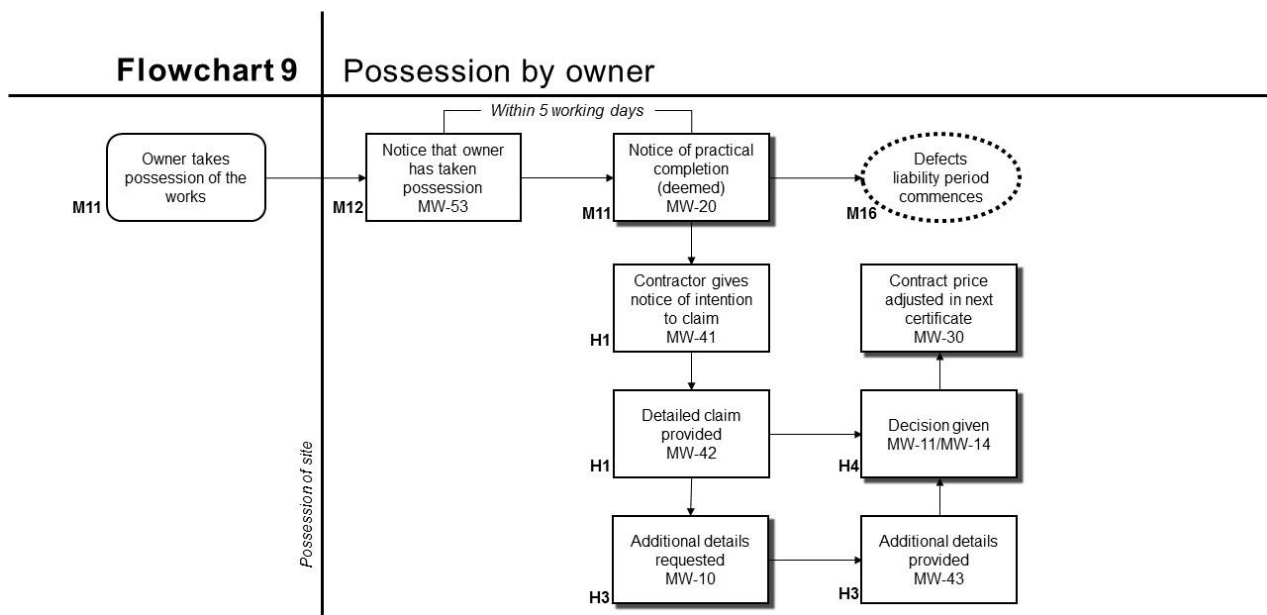 Flowchart 9
Possession by owner
Within 5 working days
Owner takes
possession of the
works
M11
Notice that owner
has taken
possession
MW-53
M12
Notice of practical
completion
(deemed)
MW-20
M11
Defects
liability period
commences
M16
Contractor gives
notice of intention
to claim
MW-41
H1
Contract price
adjusted in next
certificate
MW-30
Detailed claim
provided
MW-42
H1
Decision given
MW-11/MW-14
H4
Possession of site
Additional details
requested
MW-10
H3
Additional details
provided
MW-43
H3